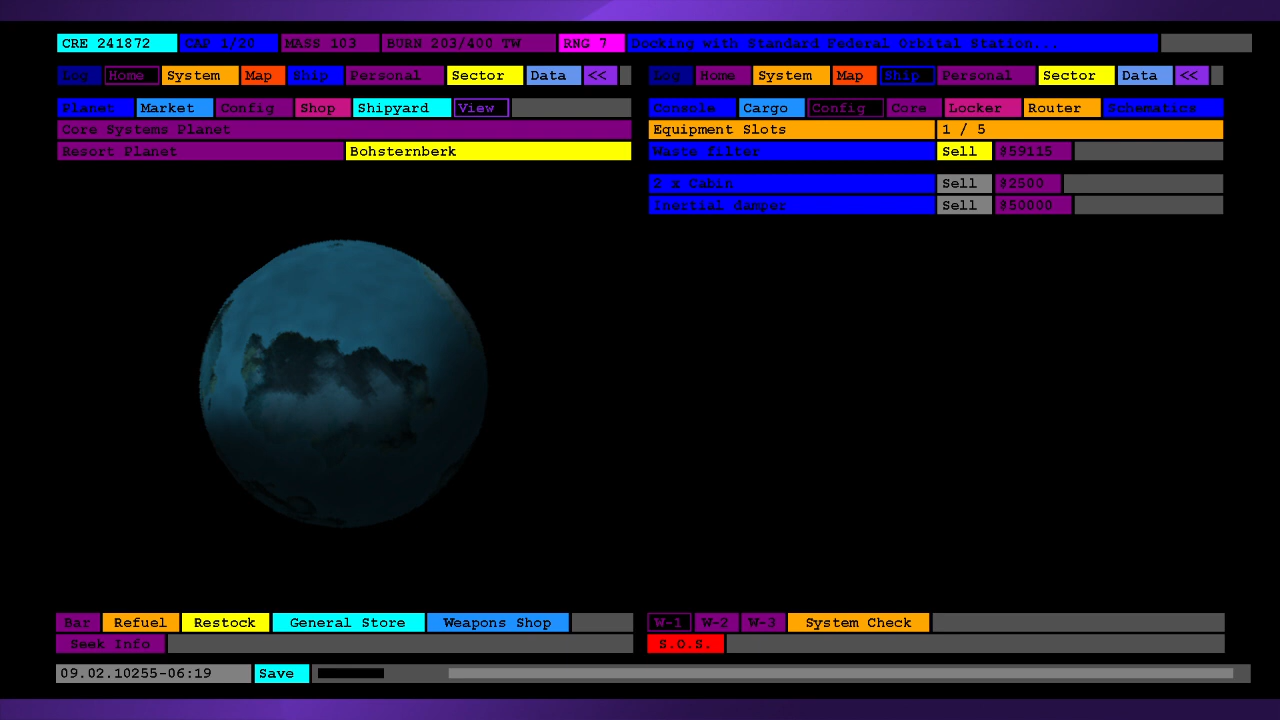 CRE 241872 CAP 1/20 MASS 103 BURN 203/400 TW RNG 7 Docking with Standard Federal Orbital Station...
Log Home System Map Ship Personal Sector Data << Log Home System Map Ship Personal Sector Data <<
Planet Market Config Shop Shipyard View Console Cargo Config Core Locker Router Schematics
Core Systems Planet Equipment Slots 1 / 5
Resort Planet Bohsternberk Waste filter Sell $59115
2 x Cabin Sell $2500
Inertial damper Sell $50000
Bar Refuel Restock General Store Weapons Shop W-1 W-2 W-3 System Check
Seek Info S.O.S.
09.02.10255-06:19 Save